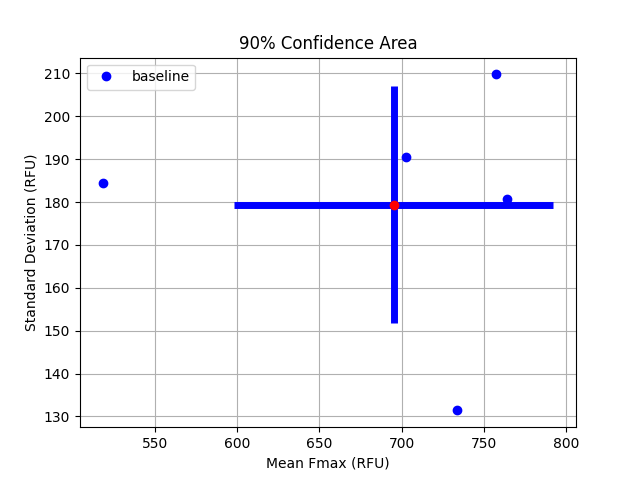 90% Confidence Area
baseline
Standard Deviation (RFU)
210
200
190
180
170
160
150
140
130
550 600 650 700 750 800
Mean Fmax (RFU)